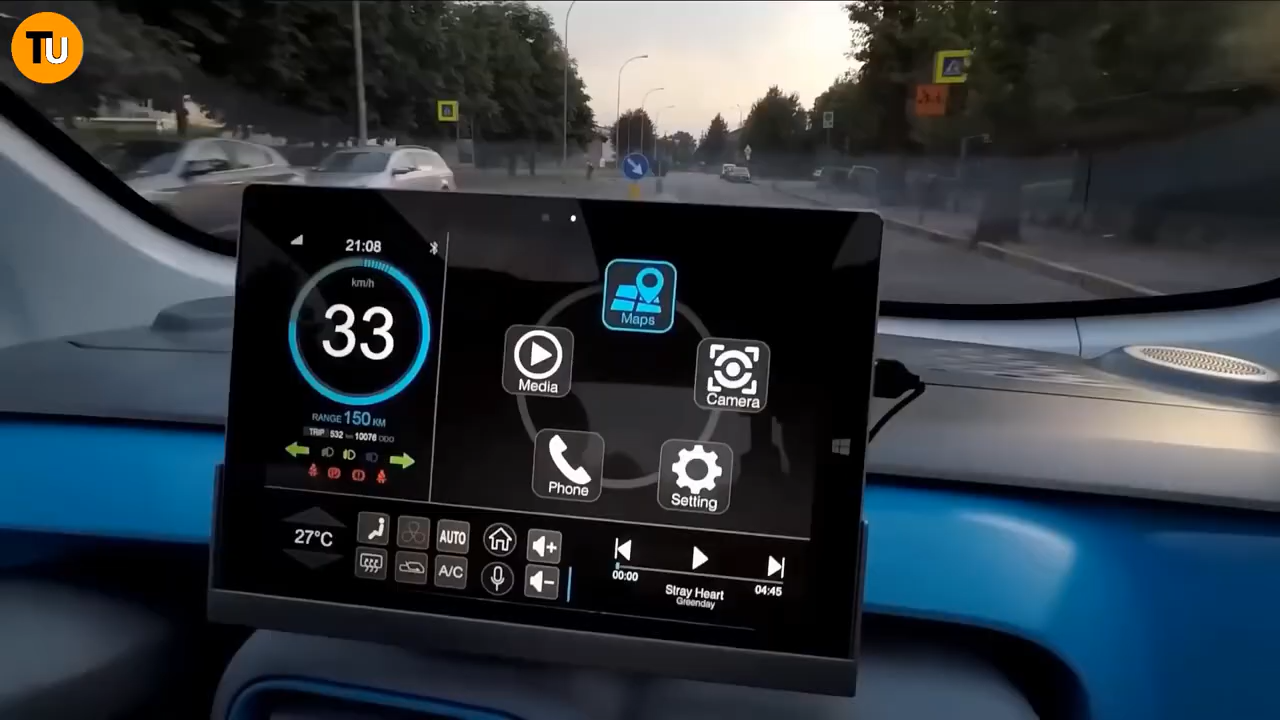 TU
21:08
km/h
33
RANGE 150 KM
TRIP 532 km 10076 ODO
Maps
Media
Camera
Phone
Setting
27°C
AUTO
A/C
00:00
04:45
Stray Heart
Greenday